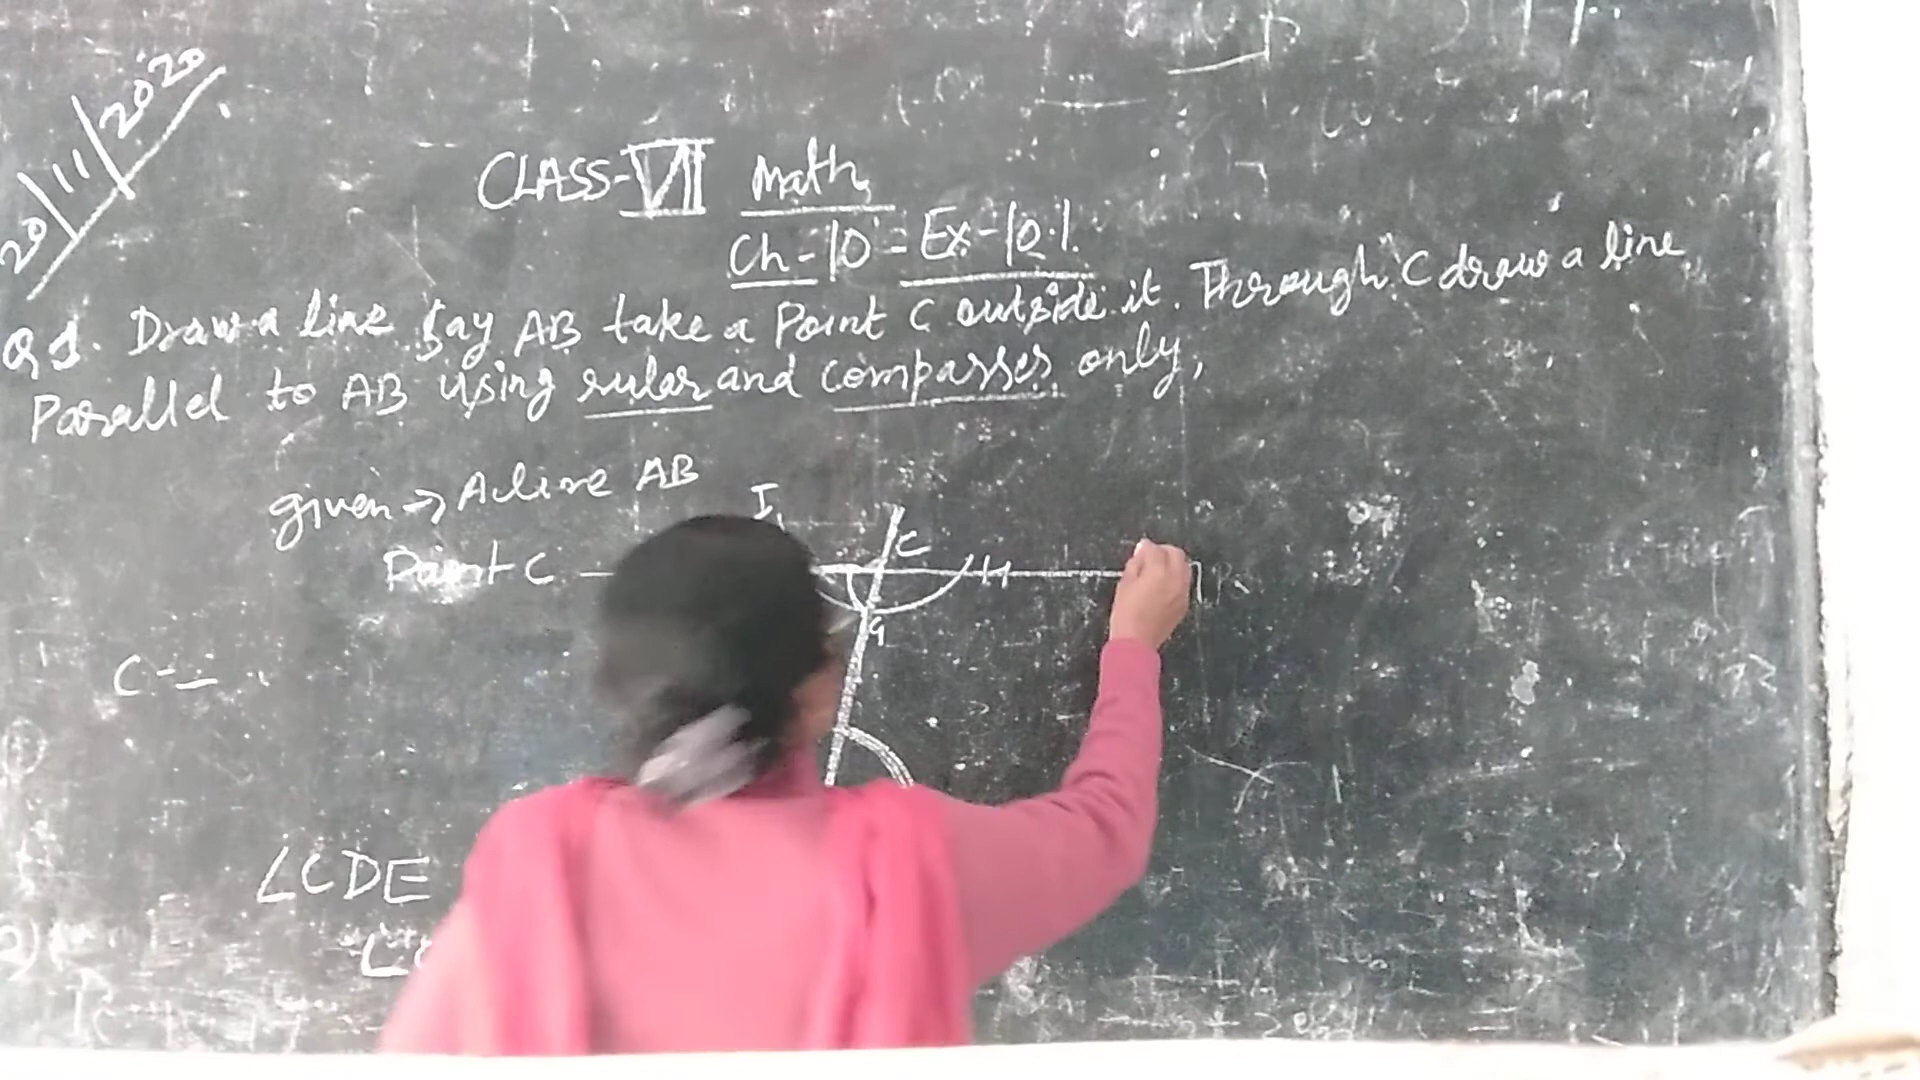 20/11/2020
CLASS-VII Math
Ch-10 = Ex-10.1
Q1. Draw a line say AB take a Point C outside it. Through C draw a line
Parallel to AB using rular and compasses only,
given → A line AB
Point C
I
C
H
G
C-
∠CDE